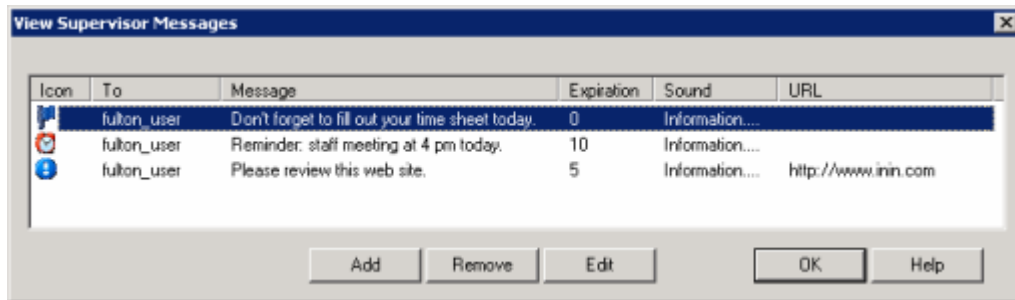 View Supervisor Messages
Icon To Message Expiration Sound URL
fulton_user Don't forget to fill out your time sheet today. 0 Information....
fulton_user Reminder: staff meeting at 4 pm today. 10 Information....
fulton_user Please review this web site. 5 Information.... http://www.inin.com
Add Remove Edit OK Help